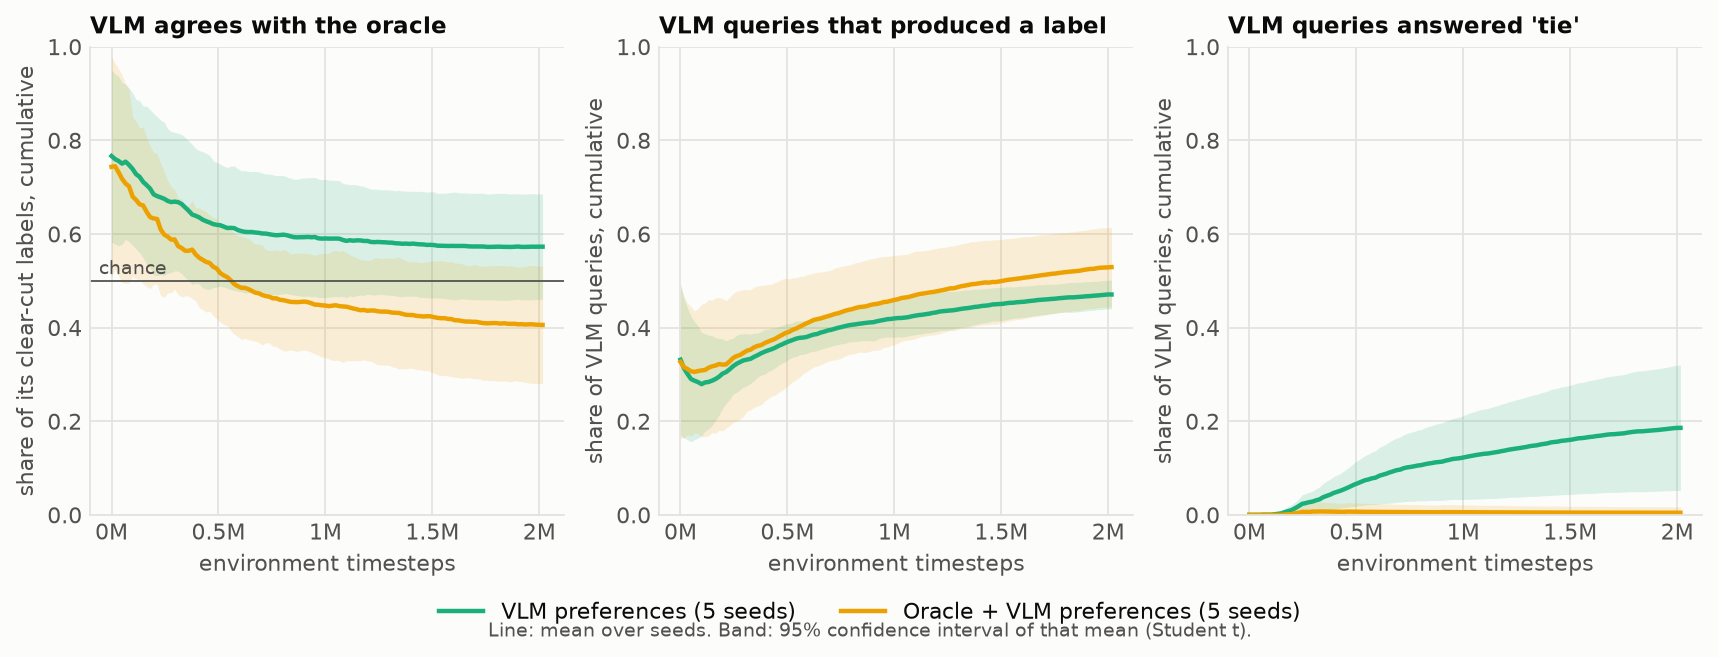 VLM agrees with the oracle
1.0
0.8
0.6
0.4
0.2
0.0
share of its clear-cut labels, cumulative
chance
0M
0.5M
1M
1.5M
2M
environment timesteps
VLM queries that produced a label
1.0
0.8
0.6
0.4
0.2
0.0
share of VLM queries, cumulative
0M
0.5M
1M
1.5M
2M
environment timesteps
VLM queries answered 'tie'
1.0
0.8
0.6
0.4
0.2
0.0
share of VLM queries, cumulative
0M
0.5M
1M
1.5M
2M
environment timesteps
VLM preferences (5 seeds)
Oracle + VLM preferences (5 seeds)
Line: mean over seeds. Band: 95% confidence interval of that mean (Student t).